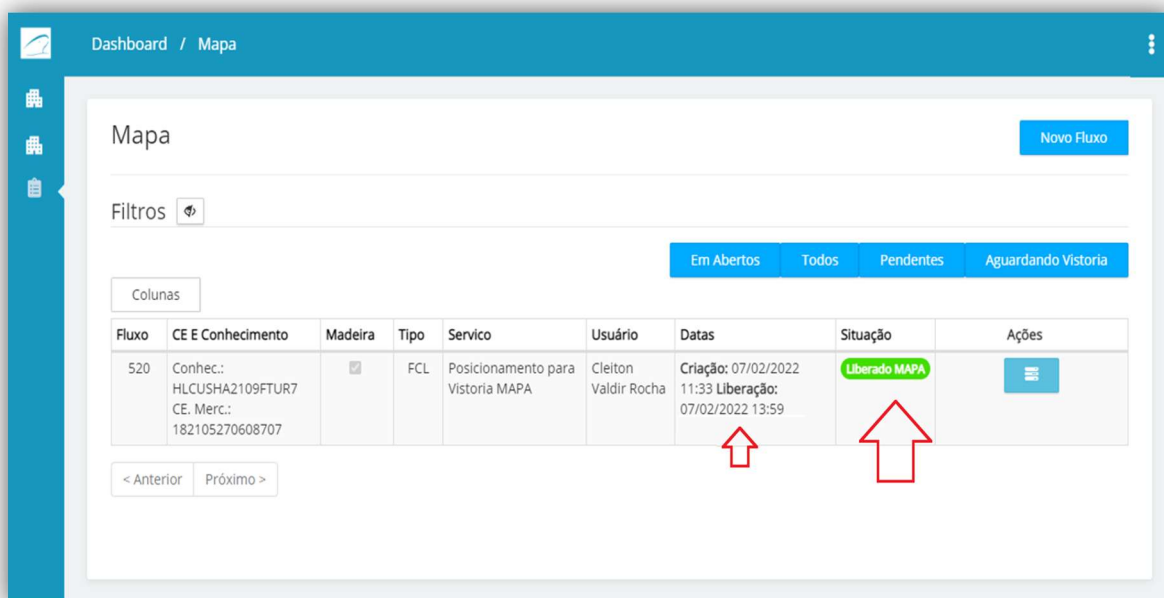 Dashboard / Mapa
Mapa
Novo Fluxo
Filtros
Em Abertos Todos Pendentes Aguardando Vistoria
Colunas
Fluxo CE E Conhecimento Madeira Tipo Servico Usuário Datas Situação Ações
520 Conhec.: FCL Posicionamento para Cleiton Criação: 07/02/2022 Liberado MAPA
HLCUSHA2109FTUR7 Vistoria MAPA Valdir Rocha 11:33 Liberação:
CE. Merc.: 07/02/2022 13:59
182105270608707
< Anterior Próximo >